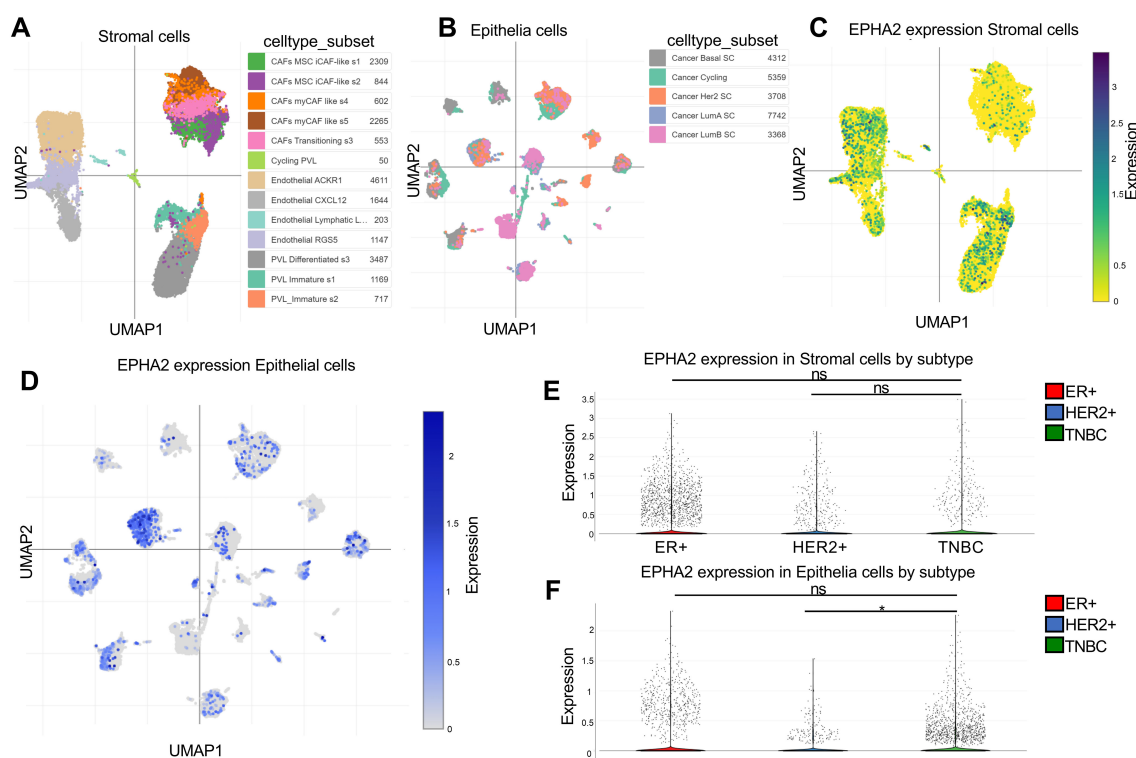 A
Stromal cells
celltype_subset
CAFs MSC iCAF-like s1 2309
CAFs MSC iCAF-like s2 844
CAFs myCAF like s4 602
CAFs myCAF like s5 2265
CAFs Transitioning s3 553
Cycling PVL 50
Endothelial ACKR1 4611
Endothelial CXCL12 1644
Endothelial Lymphatic L... 203
Endothelial RGS5 1147
PVL Differentiated s3 3487
PVL Immature s1 1169
PVL_Immature s2 717
UMAP2
UMAP1
B
Epithelia cells
celltype_subset
Cancer Basal SC 4312
Cancer Cycling 5359
Cancer Her2 SC 3708
Cancer LumA SC 7742
Cancer LumB SC 3368
UMAP2
UMAP1
C
EPHA2 expression Stromal cells
UMAP2
UMAP1
3
2.5
2
1.5
1
0.5
0
Expression
D
EPHA2 expression Epithelial cells
UMAP2
UMAP1
2
1.5
1
0.5
0
Expression
E
EPHA2 expression in Stromal cells by subtype
ns
ns
Expression
3.5
3
2.5
2
1.5
1
0.5
0
ER+
HER2+
TNBC
ER+
HER2+
TNBC
F
EPHA2 expression in Epithelia cells by subtype
ns
*
Expression
2
1.5
1
0.5
0
ER+
HER2+
TNBC
ER+
HER2+
TNBC